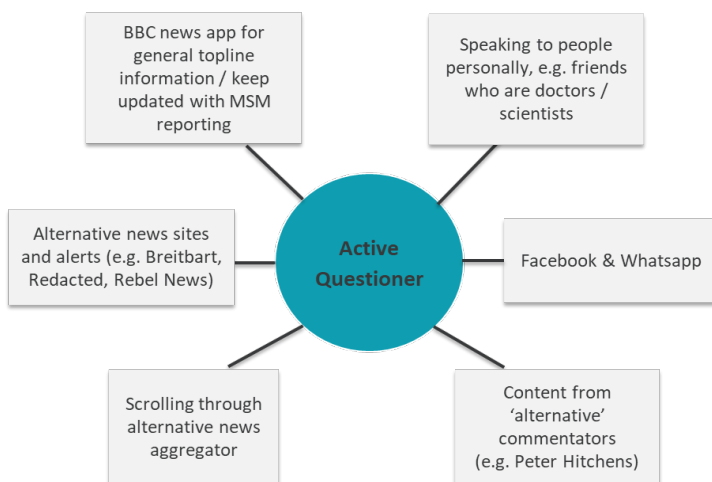 BBC news app for
general topline
information / keep
updated with MSM
reporting
Speaking to people
personally, e.g. friends
who are doctors /
scientists
Alternative news sites
and alerts (e.g. Breitbart,
Redacted, Rebel News)
Active
Questioner
Facebook & Whatsapp
Scrolling through
alternative news
aggregator
Content from
‘alternative’
commentators
(e.g. Peter Hitchens)